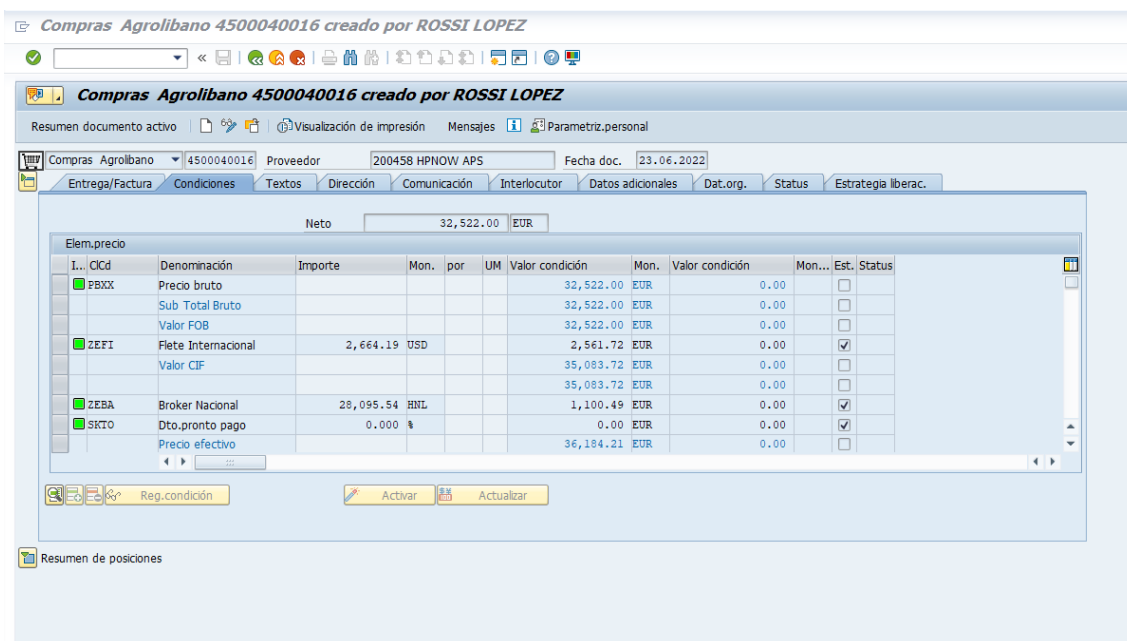 Compras Agrolibano 4500040016 creado por ROSSI LOPEZ
Compras Agrolibano 4500040016 creado por ROSSI LOPEZ
Resumen documento activo Visualización de impresión Mensajes Parametriz.personal
Compras Agrolibano 4500040016 Proveedor 200458 HPNOW APS Fecha doc. 23.06.2022
Entrega/Factura Condiciones Textos Dirección Comunicación Interlocutor Datos adicionales Dat.org. Status Estrategia liberac.
Neto 32,522.00 EUR
Elem.precio
I... ClCd Denominación Importe Mon. por UM Valor condición Mon. Valor condición Mon... Est. Status
PBXX Precio bruto 32,522.00 EUR 0.00
Sub Total Bruto 32,522.00 EUR 0.00
Valor FOB 32,522.00 EUR 0.00
ZEFI Flete Internacional 2,664.19 USD 2,561.72 EUR 0.00
Valor CIF 35,083.72 EUR 0.00
35,083.72 EUR 0.00
ZEBA Broker Nacional 28,095.54 HNL 1,100.49 EUR 0.00
SKTO Dto.pronto pago 0.000 % 0.00 EUR 0.00
Precio efectivo 36,184.21 EUR 0.00
Reg.condición Activar Actualizar
Resumen de posiciones